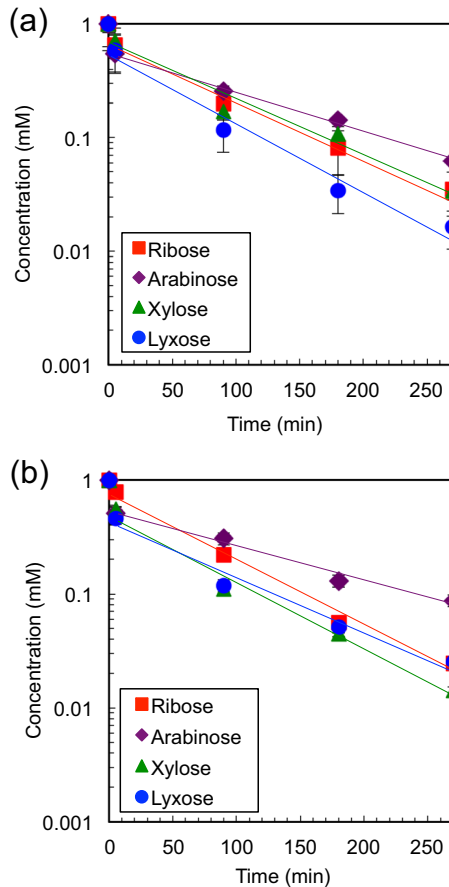 (a)
1
0.1
0.01
0.001
Concentration (mM)
Ribose
Arabinose
Xylose
Lyxose
0 50 100 150 200 250
Time (min)
(b)
1
0.1
0.01
0.001
Concentration (mM)
Ribose
Arabinose
Xylose
Lyxose
0 50 100 150 200 250
Time (min)